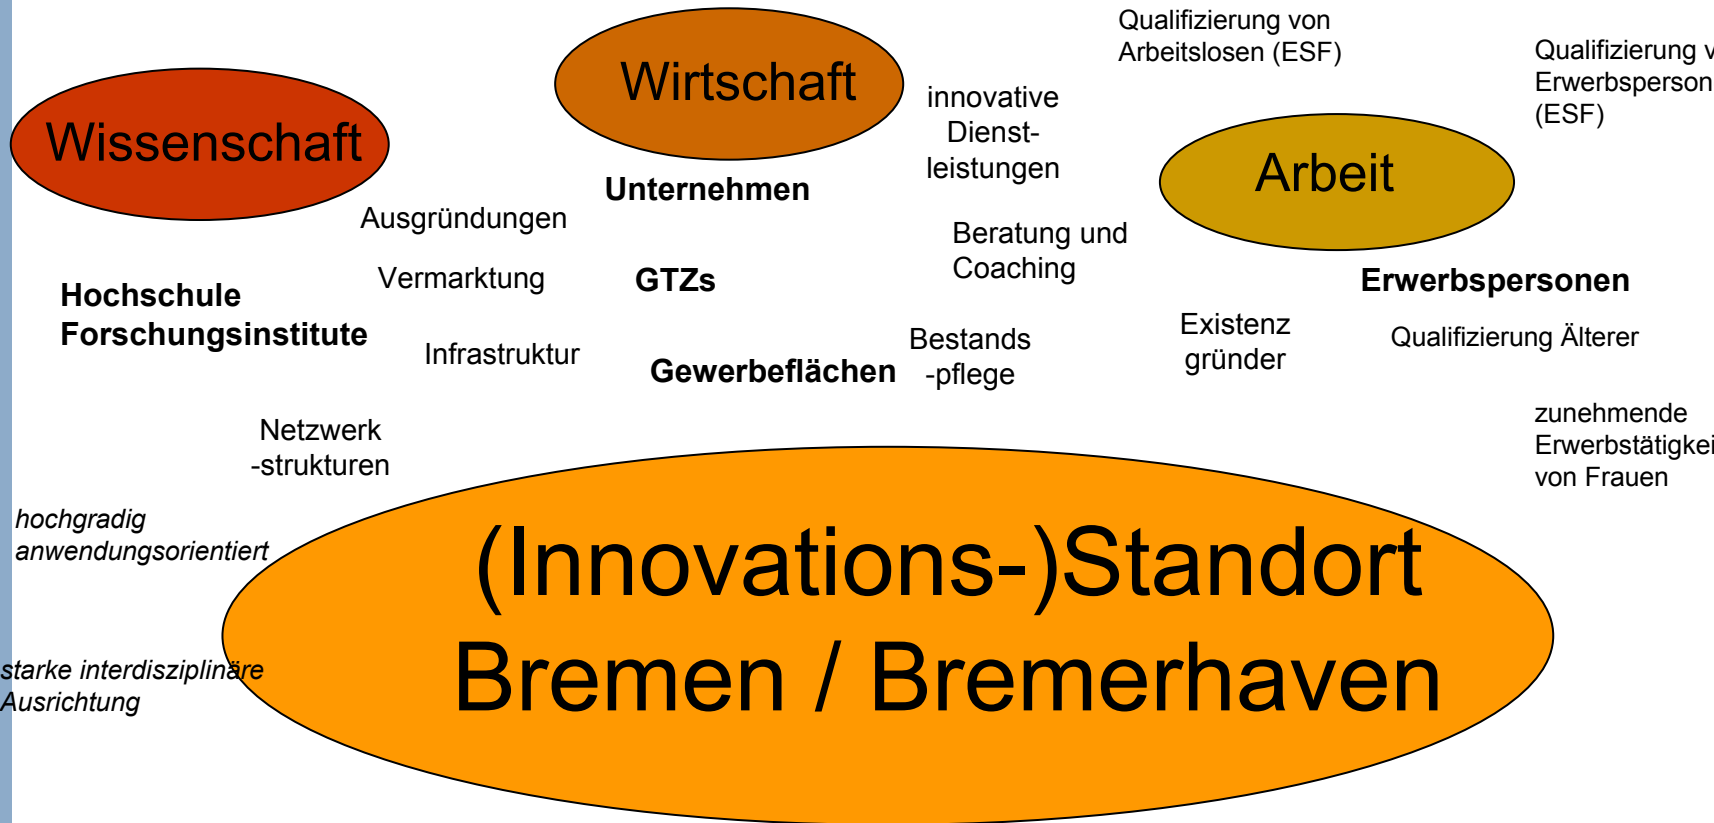 Wissenschaft
Wirtschaft
Arbeit
Qualifizierung von
Arbeitslosen (ESF)
Qualifizierung v
Erwerbsperson
(ESF)
innovative
Dienst-
leistungen
Unternehmen
Ausgründungen
Beratung und
Coaching
Vermarktung
GTZs
Hochschule
Forschungsinstitute
Erwerbspersonen
Infrastruktur
Gewerbeflächen
Bestands
-pflege
Existenz
gründer
Qualifizierung Älterer
Netzwerk
-strukturen
zunehmende
Erwerbstätigkei
von Frauen
hochgradig
anwendungsorientiert
starke interdisziplinäre
Ausrichtung
(Innovations-)Standort
Bremen / Bremerhaven